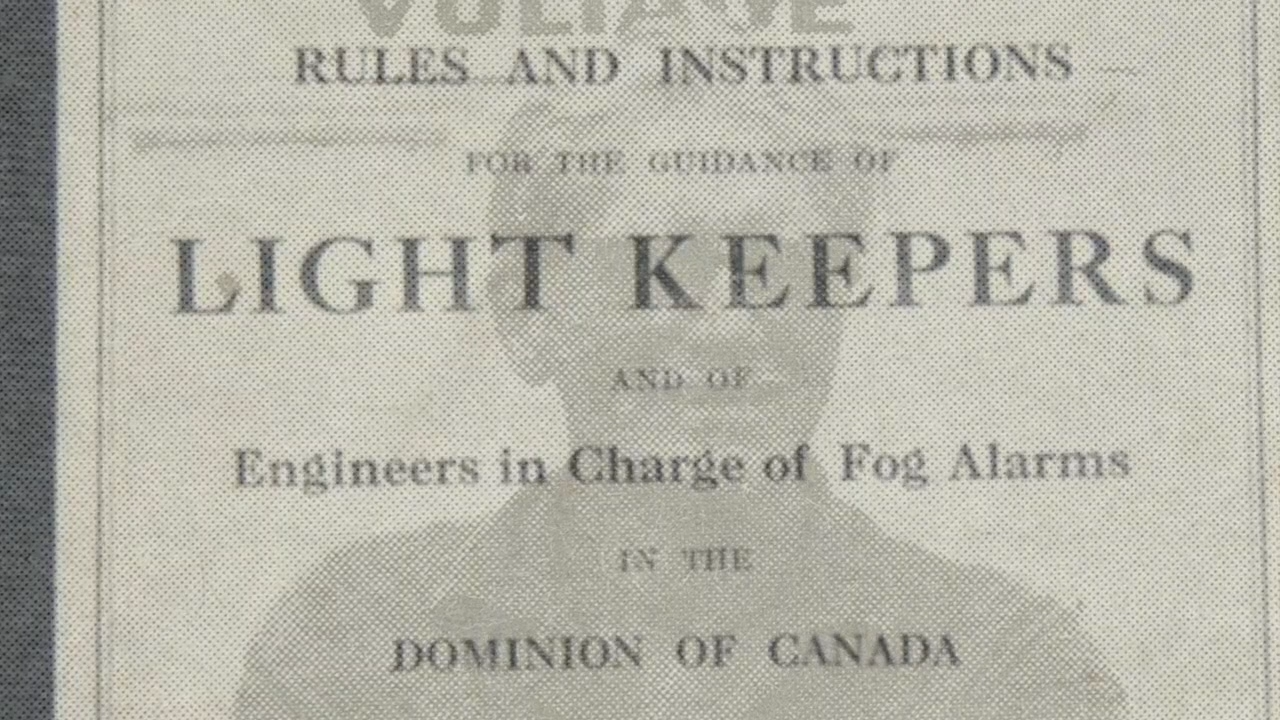 VOLTAGE
RULES AND INSTRUCTIONS
FOR THE GUIDANCE OF
LIGHT KEEPERS
AND OF
Engineers in Charge of Fog Alarms
IN THE
DOMINION OF CANADA